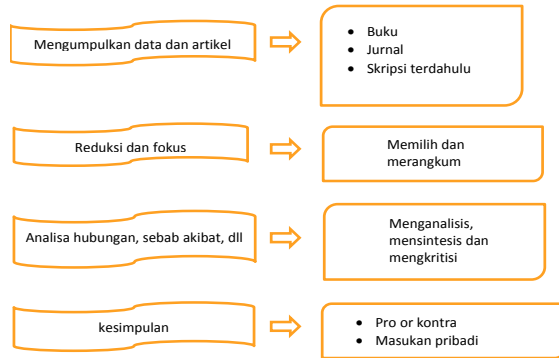 Mengumpulkan data dan artikel
• Buku
• Jurnal
• Skripsi terdahulu
Reduksi dan fokus
Memilih dan
merangkum
Analisa hubungan, sebab akibat, dll
Menganalisis,
mensintesis dan
mengkritisi
kesimpulan
• Pro or kontra
• Masukan pribadi